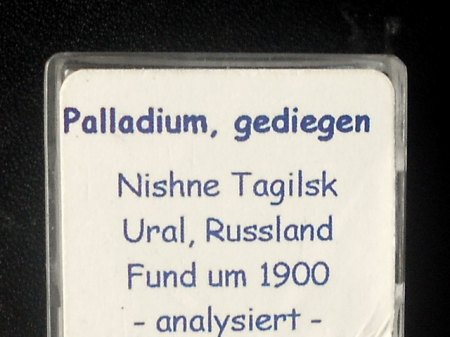 Palladium, gediegen
Nishne Tagilsk
Ural, Russland
Fund um 1900
- analysiert -